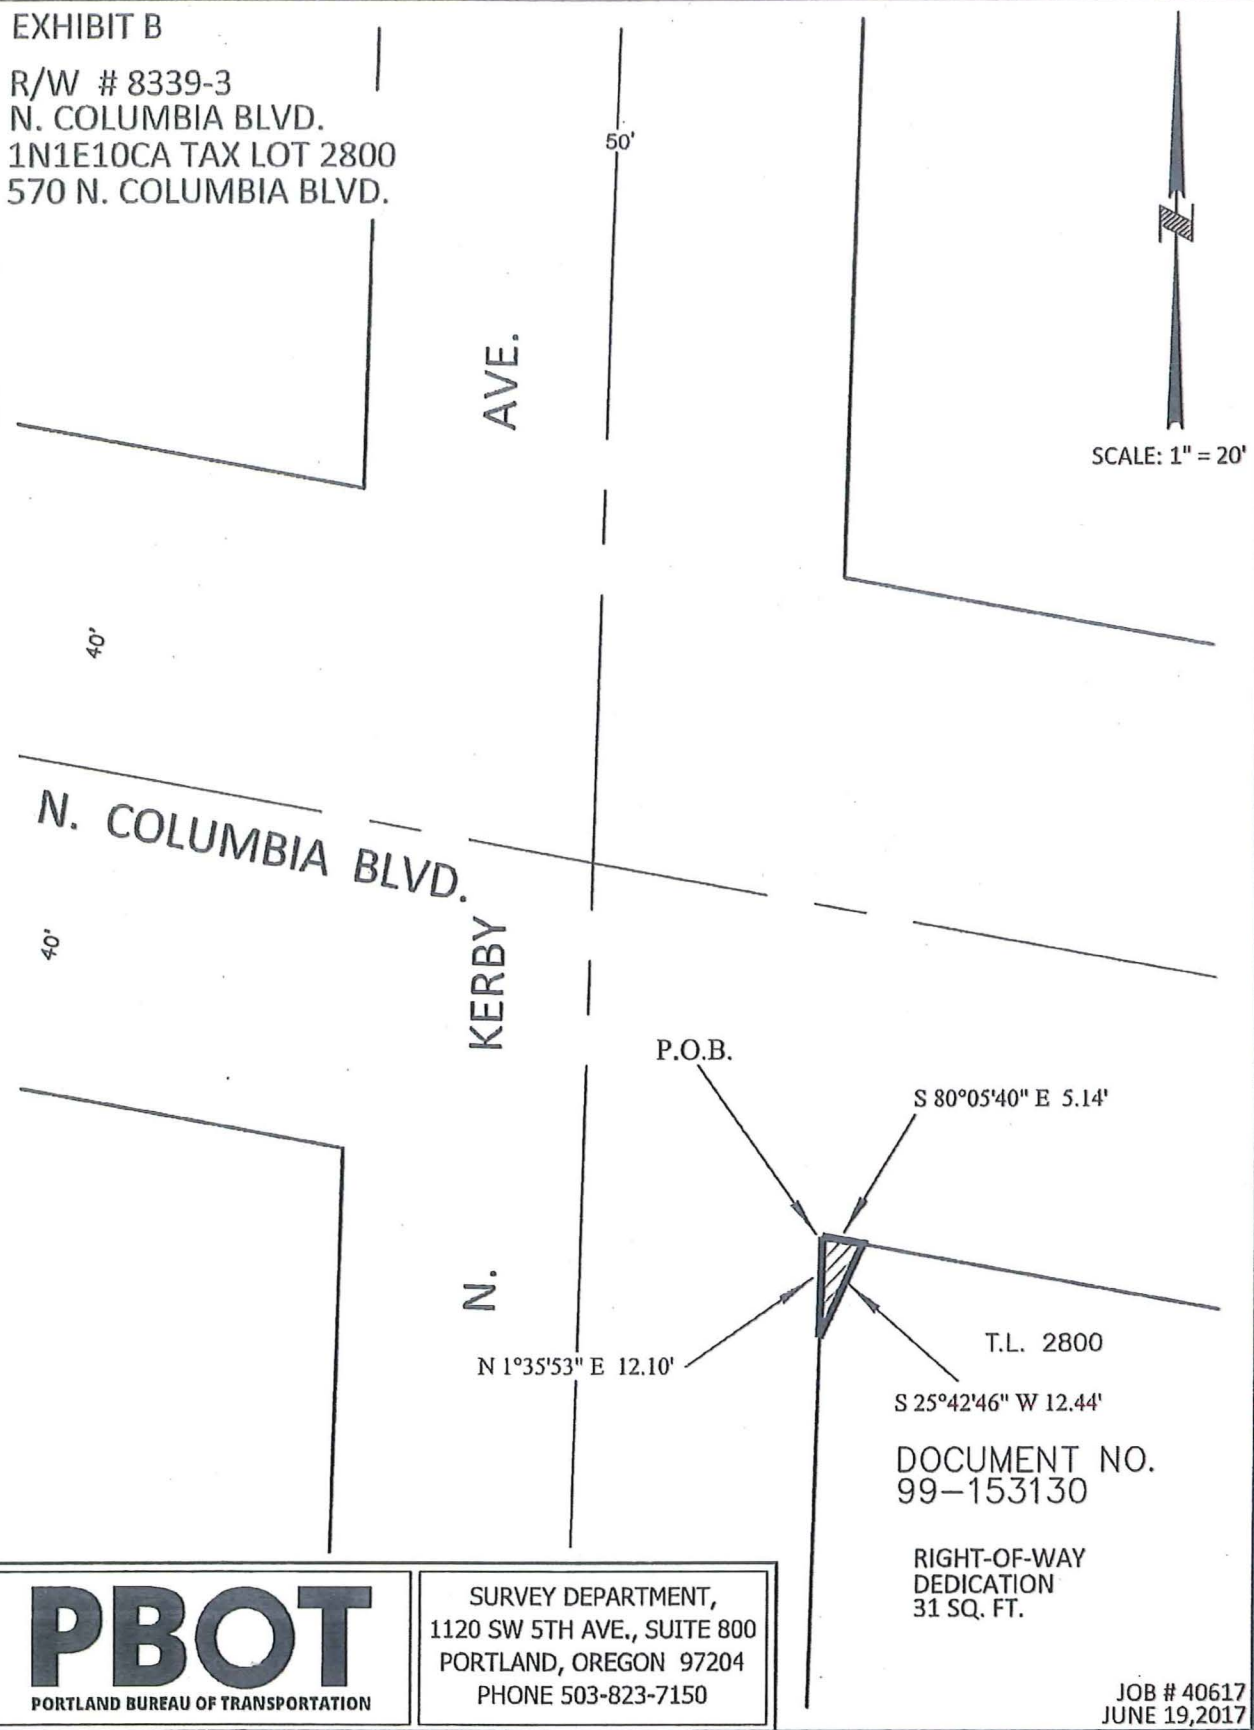 EXHIBIT B
R/W # 8339-3
N. COLUMBIA BLVD.
1N1E10CA TAX LOT 2800
570 N. COLUMBIA BLVD.
50'
N
SCALE: 1" = 20'
AVE.
40'
N. COLUMBIA BLVD.
40'
KERBY
P.O.B.
S 80°05'40" E 5.14'
N.
N 1°35'53" E 12.10'
T.L. 2800
S 25°42'46" W 12.44'
DOCUMENT NO.
99-153130
RIGHT-OF-WAY
DEDICATION
31 SQ. FT.
PBOT
PORTLAND BUREAU OF TRANSPORTATION
SURVEY DEPARTMENT,
1120 SW 5TH AVE., SUITE 800
PORTLAND, OREGON 97204
PHONE 503-823-7150
JOB # 40617
JUNE 19,2017